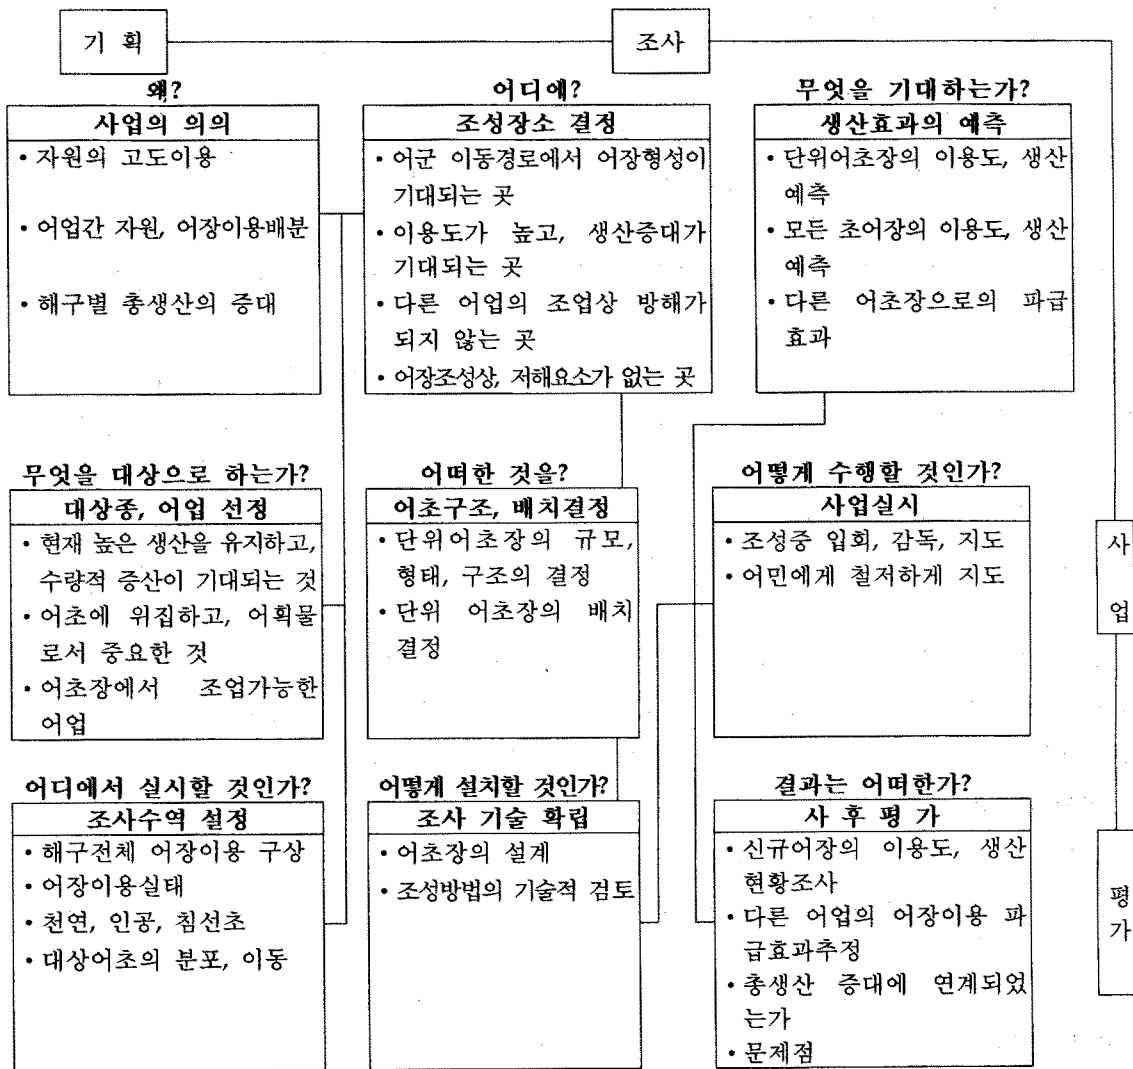 기 획
조사
왜?
사업의 의의
• 자원의 고도이용
• 어업간 자원, 어장이용배분
• 해구별 총생산의 증대
어디에?
조성장소 결정
• 어군 이동경로에서 어장형성이
기대되는 곳
• 이용도가 높고, 생산증대가
기대되는 곳
• 다른 어업의 조업상 방해가
되지 않는 곳
• 어장조성상, 저해요소가 없는 곳
무엇을 기대하는가?
생산효과의 예측
• 단위어초장의 이용도, 생산
예측
• 모든 초어장의 이용도, 생산
예측
• 다른 어초장으로의 파급
효과
무엇을 대상으로 하는가?
대상종, 어업 선정
• 현재 높은 생산을 유지하고,
수량적 증산이 기대되는 것
• 어초에 위집하고, 어획물
로서 중요한 것
• 어초장에서 조업가능한
어업
어떠한 것을?
어초구조, 배치결정
• 단위어초장의 규모,
형태, 구조의 결정
• 단위 어초장의 배치
결정
어떻게 수행할 것인가?
사업실시
• 조성중 입회, 감독, 지도
• 어민에게 철저하게 지도
사
업
어디에서 실시할 것인가?
조사수역 설정
• 해구전체 어장이용 구상
• 어장이용실태
• 천연, 인공, 침선초
• 대상어초의 분포, 이동
어떻게 설치할 것인가?
조사 기술 확립
• 어초장의 설계
• 조성방법의 기술적 검토
결과는 어떠한가?
사 후 평 가
• 신규어장의 이용도, 생산
현황조사
• 다른 어업의 어장이용 파
급효과추정
• 총생산 증대에 연계되었
는가
• 문제점
평
가